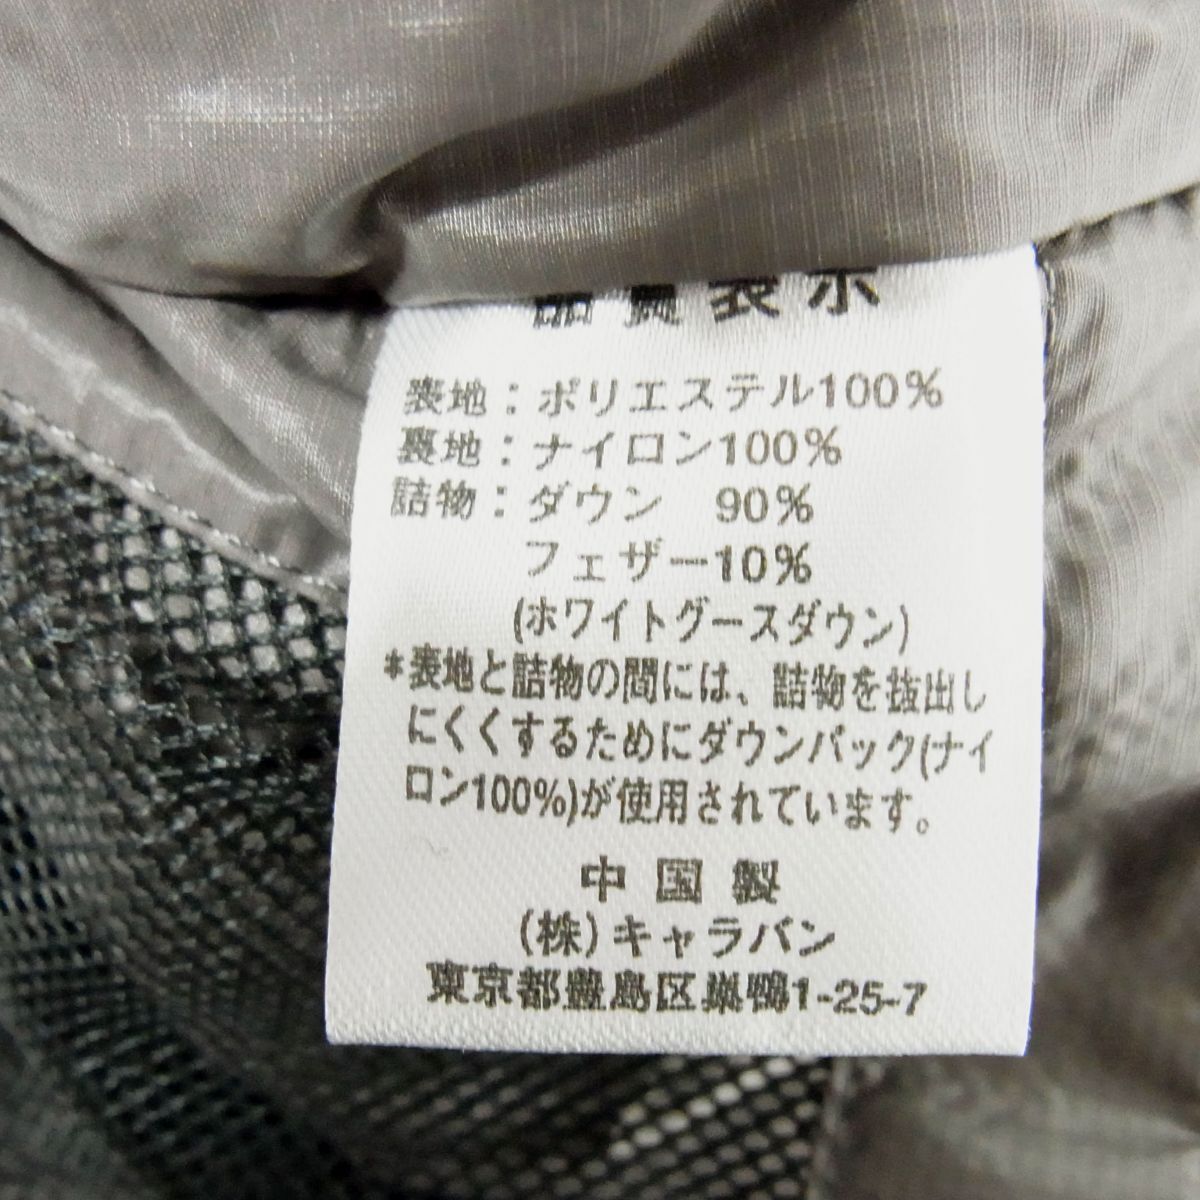 品質表示
表地：ポリエステル100%
裏地：ナイロン100%
詰物：ダウン　90%
フェザー10%
(ホワイトグースダウン)
*表地と詰物の間には、詰物を抜出し
にくくするためにダウンパック(ナイ
ロン100%)が使用されています。
中国製
(株)キャラバン
東京都豊島区巣鴨1-25-7